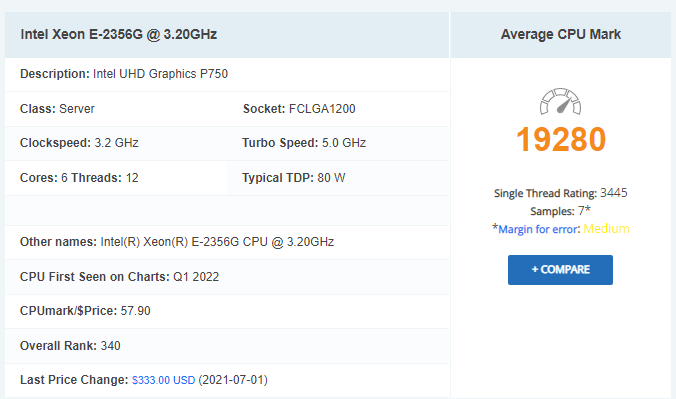 Intel Xeon E-2356G @ 3.20GHz
Description: Intel UHD Graphics P750
Class: Server Socket: FCLGA1200
Clockspeed: 3.2 GHz Turbo Speed: 5.0 GHz
Cores: 6 Threads: 12 Typical TDP: 80 W
Other names: Intel(R) Xeon(R) E-2356G CPU @ 3.20GHz
CPU First Seen on Charts: Q1 2022
CPUmark/$Price: 57.90
Overall Rank: 340
Last Price Change: $333.00 USD (2021-07-01)
Average CPU Mark
19280
Single Thread Rating: 3445
Samples: 7*
*Margin for error: Medium
+ COMPARE